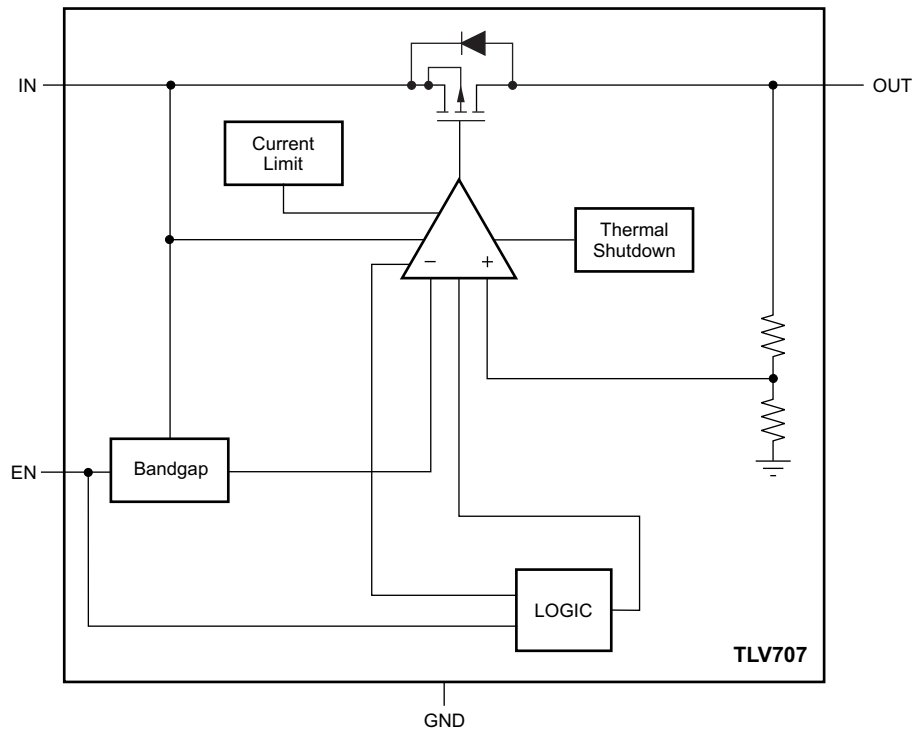 IN
OUT
Current
Limit
Thermal
Shutdown
−
+
EN
Bandgap
LOGIC
TLV707
GND